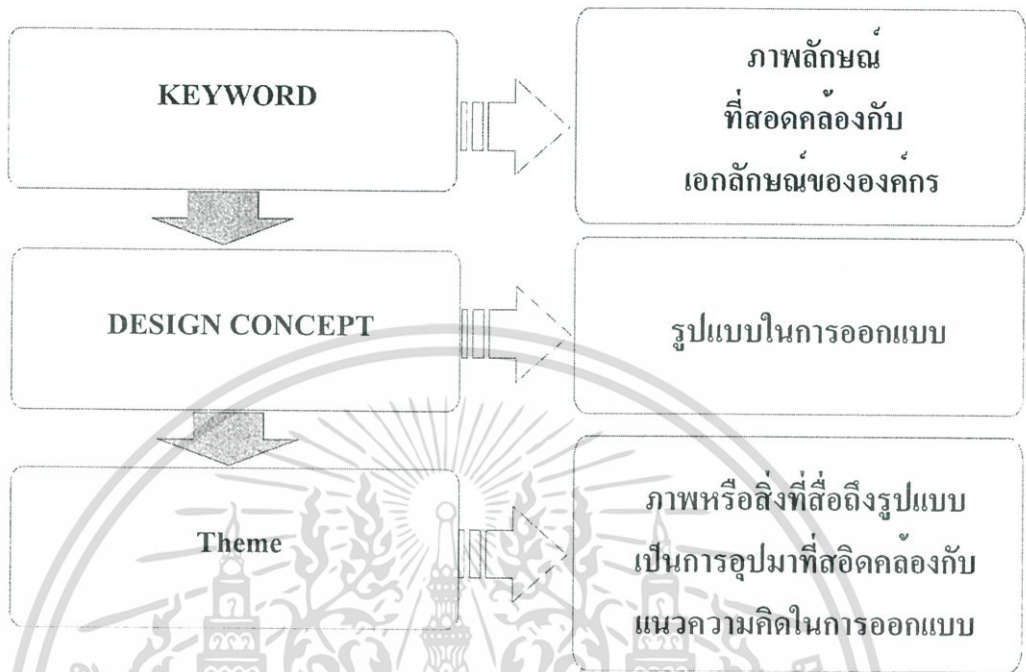 KEYWORD
ภาพลักษณ์
ที่สอดคล้องกับ
เอกลักษณ์ขององค์กร
DESIGN CONCEPT
รูปแบบในการออกแบบ
Theme
ภาพหรือสิ่งที่สื่อถึงรูปแบบ
เป็นการอุปมาที่สอิดคล้องกับ
แนวความคิดในการออกแบบ